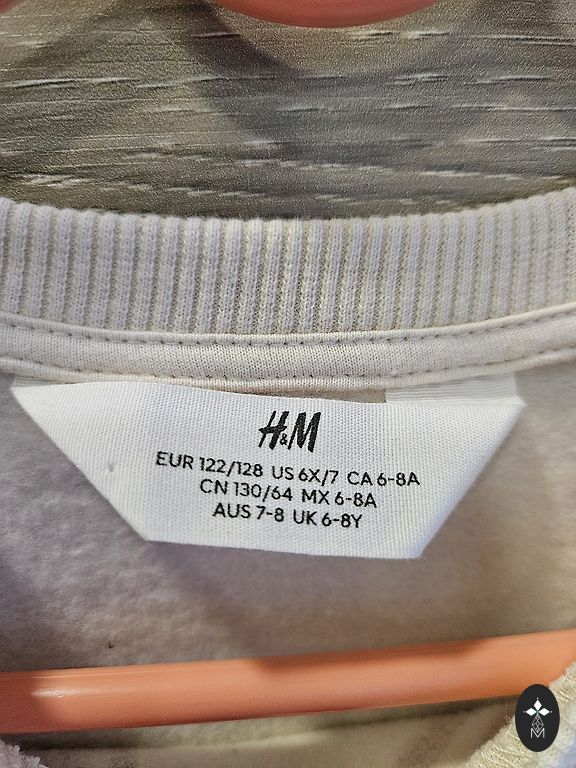 H&M
EUR 122/128 US 6X/7 CA 6-8A
CN 130/64 MX 6-8A
AUS 7-8 UK 6-8Y
M